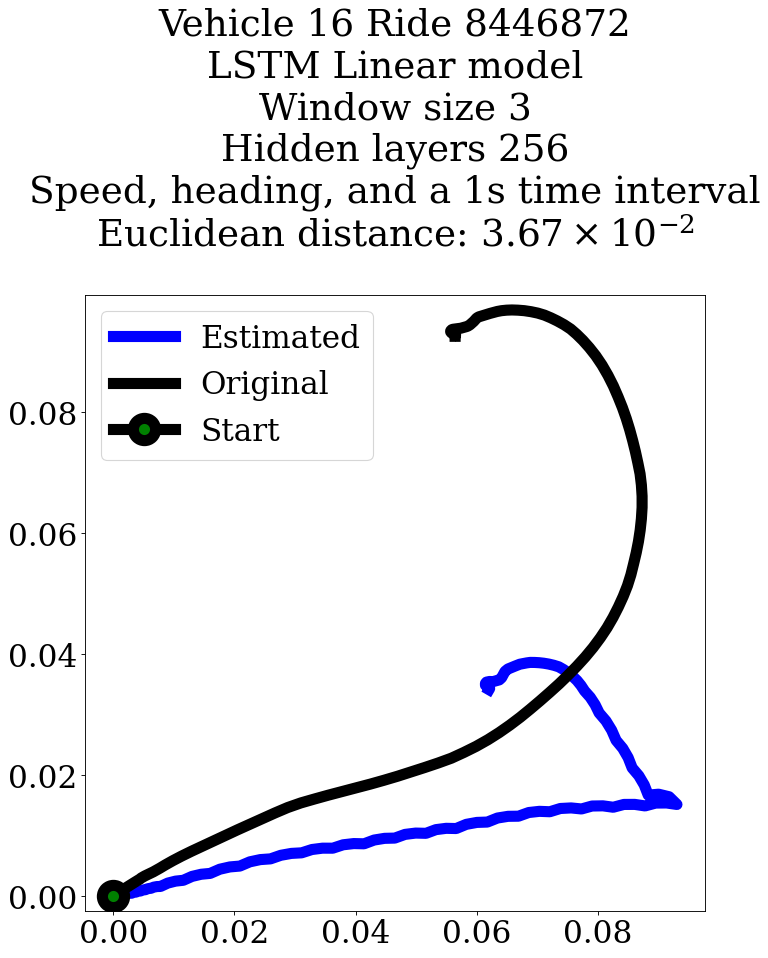 Vehicle 16 Ride 8446872
LSTM Linear model
Window size 3
Hidden layers 256
Speed, heading, and a 1s time interval
Euclidean distance: 3.67 × 10⁻²
Estimated
Original
Start
0.08
0.06
0.04
0.02
0.00
0.00 0.02 0.04 0.06 0.08